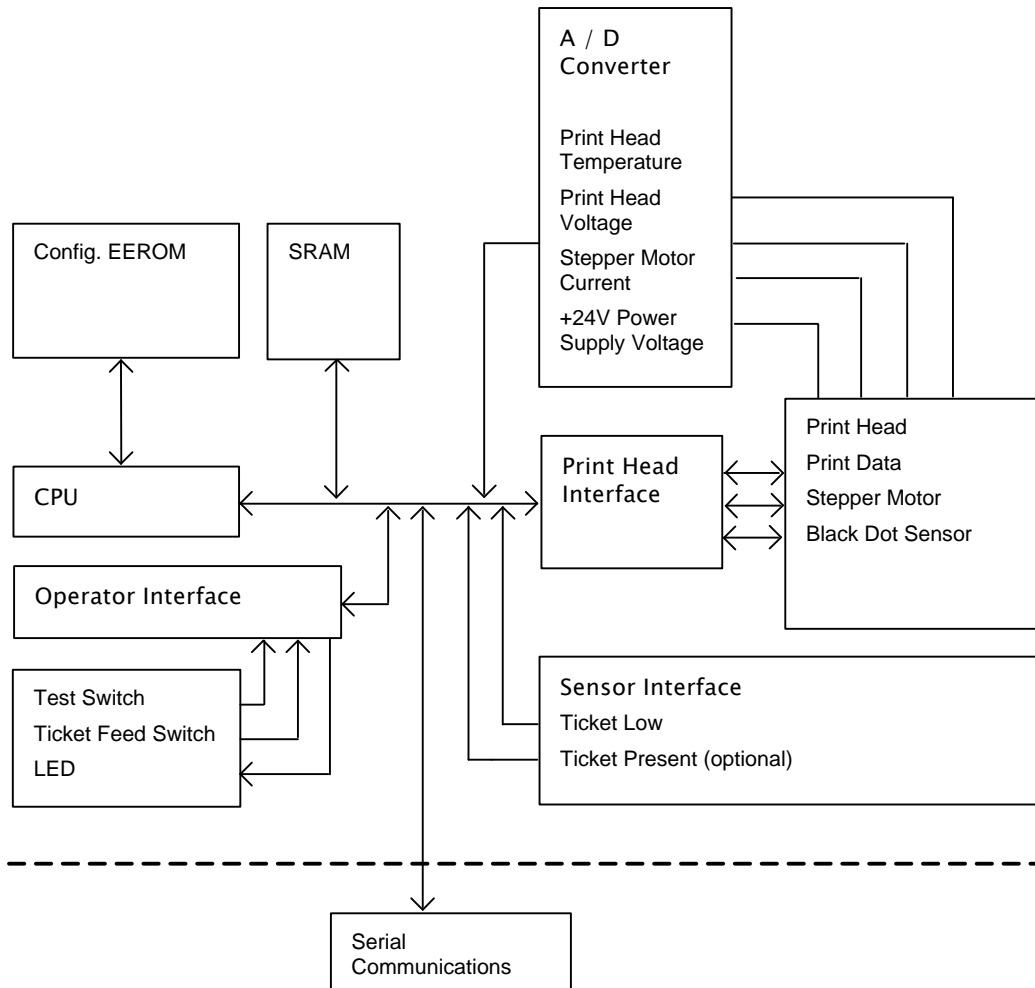 A / D
Converter
Print Head
Temperature
Print Head
Voltage
Stepper Motor
Current
+24V Power
Supply Voltage
Config. EEROM
SRAM
CPU
Print Head
Interface
Print Head
Print Data
Stepper Motor
Black Dot Sensor
Operator Interface
Test Switch
Ticket Feed Switch
LED
Sensor Interface
Ticket Low
Ticket Present (optional)
Serial
Communications